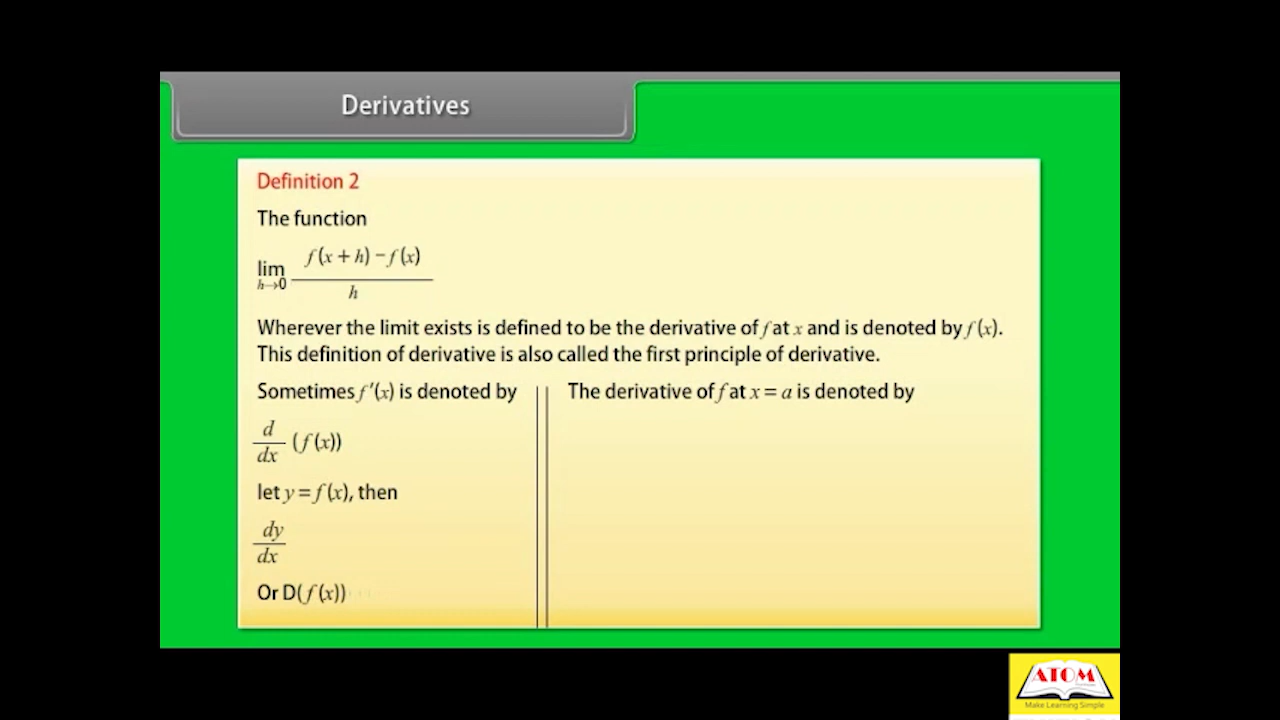 Derivatives
Definition 2
The function
lim h→0 f(x + h) − f(x) / h
Wherever the limit exists is defined to be the derivative of f at x and is denoted by f(x).
This definition of derivative is also called the first principle of derivative.
Sometimes f'(x) is denoted by
d/dx (f(x))
let y = f(x), then
dy/dx
Or D(f(x))
The derivative of f at x = a is denoted by
ATOM
Make Learning Simple